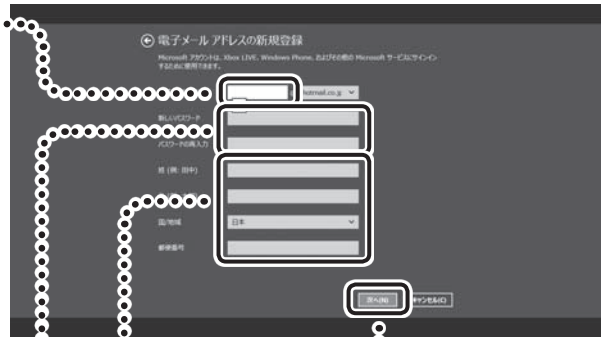 電子メール アドレスの新規登録
Microsoft アカウントは、Xbox LIVE、Windows Phone、およびその他の Microsoft サービスにサインイン
するために使用できます。
hotmail.co.jp
新しいパスワード
パスワードの再入力
姓 (例: 田中)
国/地域
日本
郵便番号
次へ(N)
キャンセル(C)